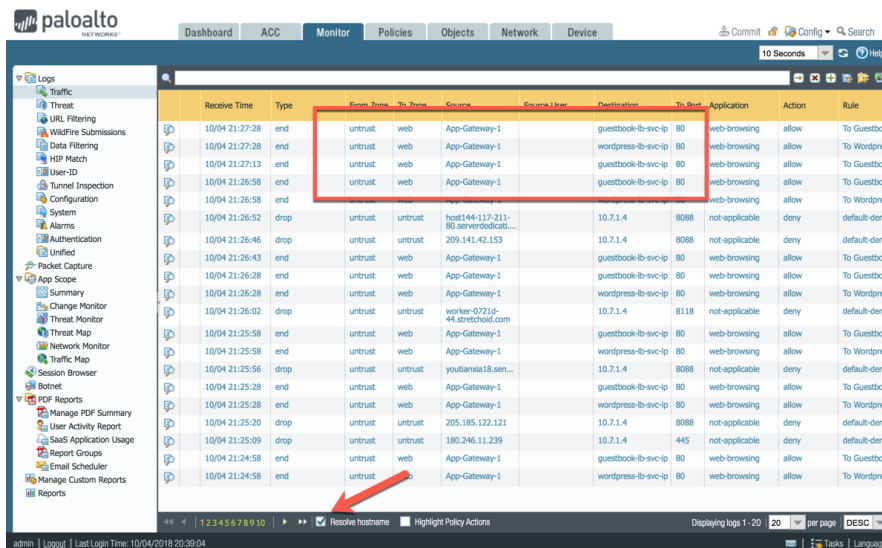 paloalto
NETWORKS
Dashboard ACC Monitor Policies Objects Network Device
Commit Config Search
10 Seconds Help
Logs
Traffic
Threat
URL Filtering
WildFire Submissions
Data Filtering
HIP Match
User-ID
Tunnel Inspection
Configuration
System
Alarms
Authentication
Unified
Packet Capture
App Scope
Summary
Change Monitor
Threat Monitor
Threat Map
Network Monitor
Traffic Map
Session Browser
Botnet
PDF Reports
Manage PDF Summary
User Activity Report
SaaS Application Usage
Report Groups
Email Scheduler
Manage Custom Reports
Reports
Receive Time Type From Zone To Zone Source Source User Destination To Port Application Action Rule
10/04 21:27:28 end untrust web App-Gateway-1 guestbook-lb-svc-ip 80 web-browsing allow To Guestbo
10/04 21:27:28 end untrust web App-Gateway-1 wordpress-lb-svc-ip 80 web-browsing allow To Wordpre
10/04 21:27:13 end untrust web App-Gateway-1 guestbook-lb-svc-ip 80 web-browsing allow To Guestbo
10/04 21:26:58 end untrust web App-Gateway-1 guestbook-lb-svc-ip 80 web-browsing allow To Guestbo
10/04 21:26:58 end untrust web App-Gateway-1 wordpress-lb-svc-ip 80 web-browsing allow To Wordpre
10/04 21:26:52 drop untrust untrust host144-117-211-80.serverdedicati.... 10.7.1.4 8088 not-applicable deny default-der
10/04 21:26:46 drop untrust untrust 209.141.42.153 10.7.1.4 8088 not-applicable deny default-der
10/04 21:26:43 end untrust web App-Gateway-1 guestbook-lb-svc-ip 80 web-browsing allow To Guestbo
10/04 21:26:28 end untrust web App-Gateway-1 guestbook-lb-svc-ip 80 web-browsing allow To Guestbo
10/04 21:26:28 end untrust web App-Gateway-1 wordpress-lb-svc-ip 80 web-browsing allow To Wordpre
10/04 21:26:02 drop untrust untrust worker-0721d-44.stretchoid.com 10.7.1.4 8118 not-applicable deny default-der
10/04 21:25:58 end untrust web App-Gateway-1 guestbook-lb-svc-ip 80 web-browsing allow To Guestbo
10/04 21:25:58 end untrust web App-Gateway-1 wordpress-lb-svc-ip 80 web-browsing allow To Wordpre
10/04 21:25:56 drop untrust untrust youtianxia18.sen... 10.7.1.4 8088 not-applicable deny default-der
10/04 21:25:28 end untrust web App-Gateway-1 guestbook-lb-svc-ip 80 web-browsing allow To Guestbo
10/04 21:25:28 end untrust web App-Gateway-1 wordpress-lb-svc-ip 80 web-browsing allow To Wordpre
10/04 21:25:20 drop untrust untrust 205.185.122.121 10.7.1.4 8088 not-applicable deny default-der
10/04 21:25:09 drop untrust untrust 180.246.11.239 10.7.1.4 445 not-applicable deny default-der
10/04 21:24:58 end untrust web App-Gateway-1 guestbook-lb-svc-ip 80 web-browsing allow To Guestbo
10/04 21:24:58 end untrust App-Gateway-1 wordpress-lb-svc-ip 80 web-browsing allow To Wordpre
1 2 3 4 5 6 7 8 9 10 Resolve hostname Highlight Policy Actions Displaying logs 1 - 20 20 per page DESC
admin | Logout | Last Login Time: 10/04/2018 20:39:04 Tasks | Languag